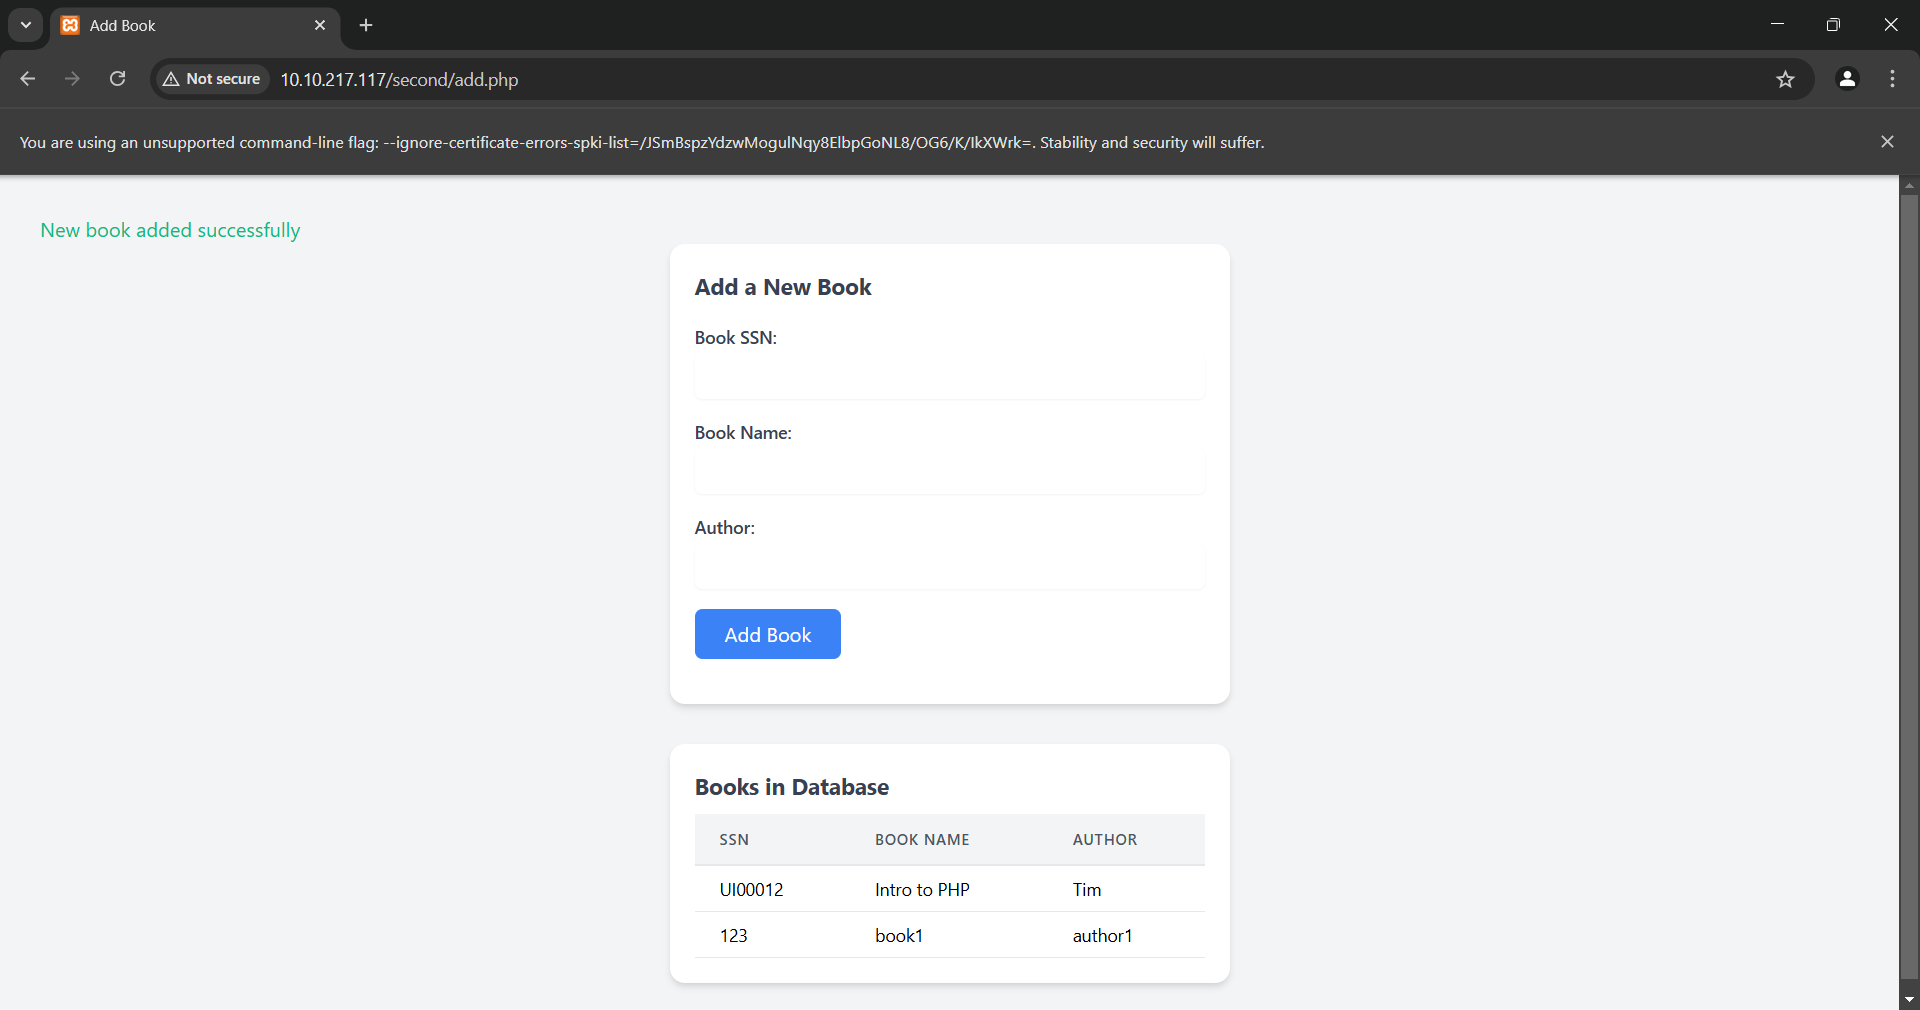 Add Book
Not secure 10.10.217.117/second/add.php
You are using an unsupported command-line flag: --ignore-certificate-errors-spki-list=/JSmBspzYdzwMogulNqy8ElbpGoNL8/OG6/K/IkXWrk=. Stability and security will suffer.
New book added successfully
Add a New Book
Book SSN:
Book Name:
Author:
Add Book
Books in Database
SSN BOOK NAME AUTHOR
UI00012 Intro to PHP Tim
123 book1 author1